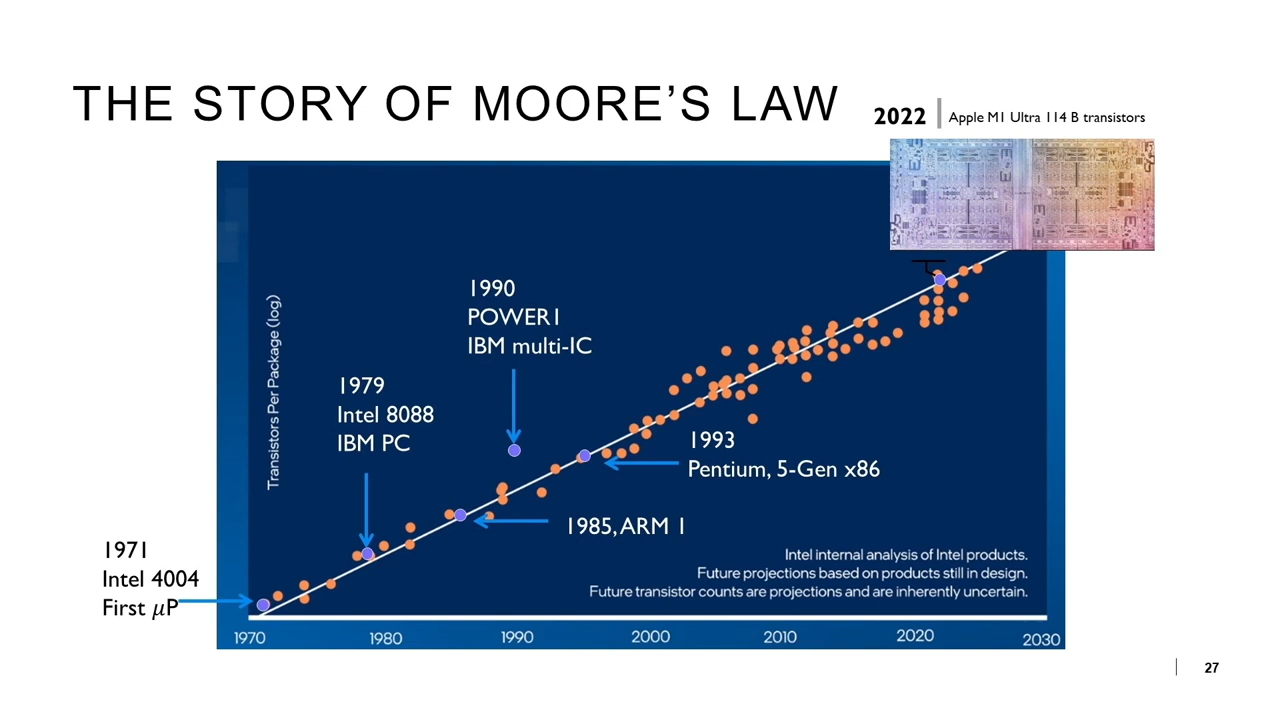 THE STORY OF MOORE'S LAW
2022
Apple M1 Ultra 114 B transistors
Transistors Per Package (log)
1990
POWER1
IBM multi-IC
1979
Intel 8088
IBM PC
1993
Pentium, 5-Gen x86
1985, ARM 1
1971
Intel 4004
First μP
Intel internal analysis of Intel products.
Future projections based on products still in design.
Future transistor counts are projections and are inherently uncertain.
1970 1980 1990 2000 2010 2020 2030
27